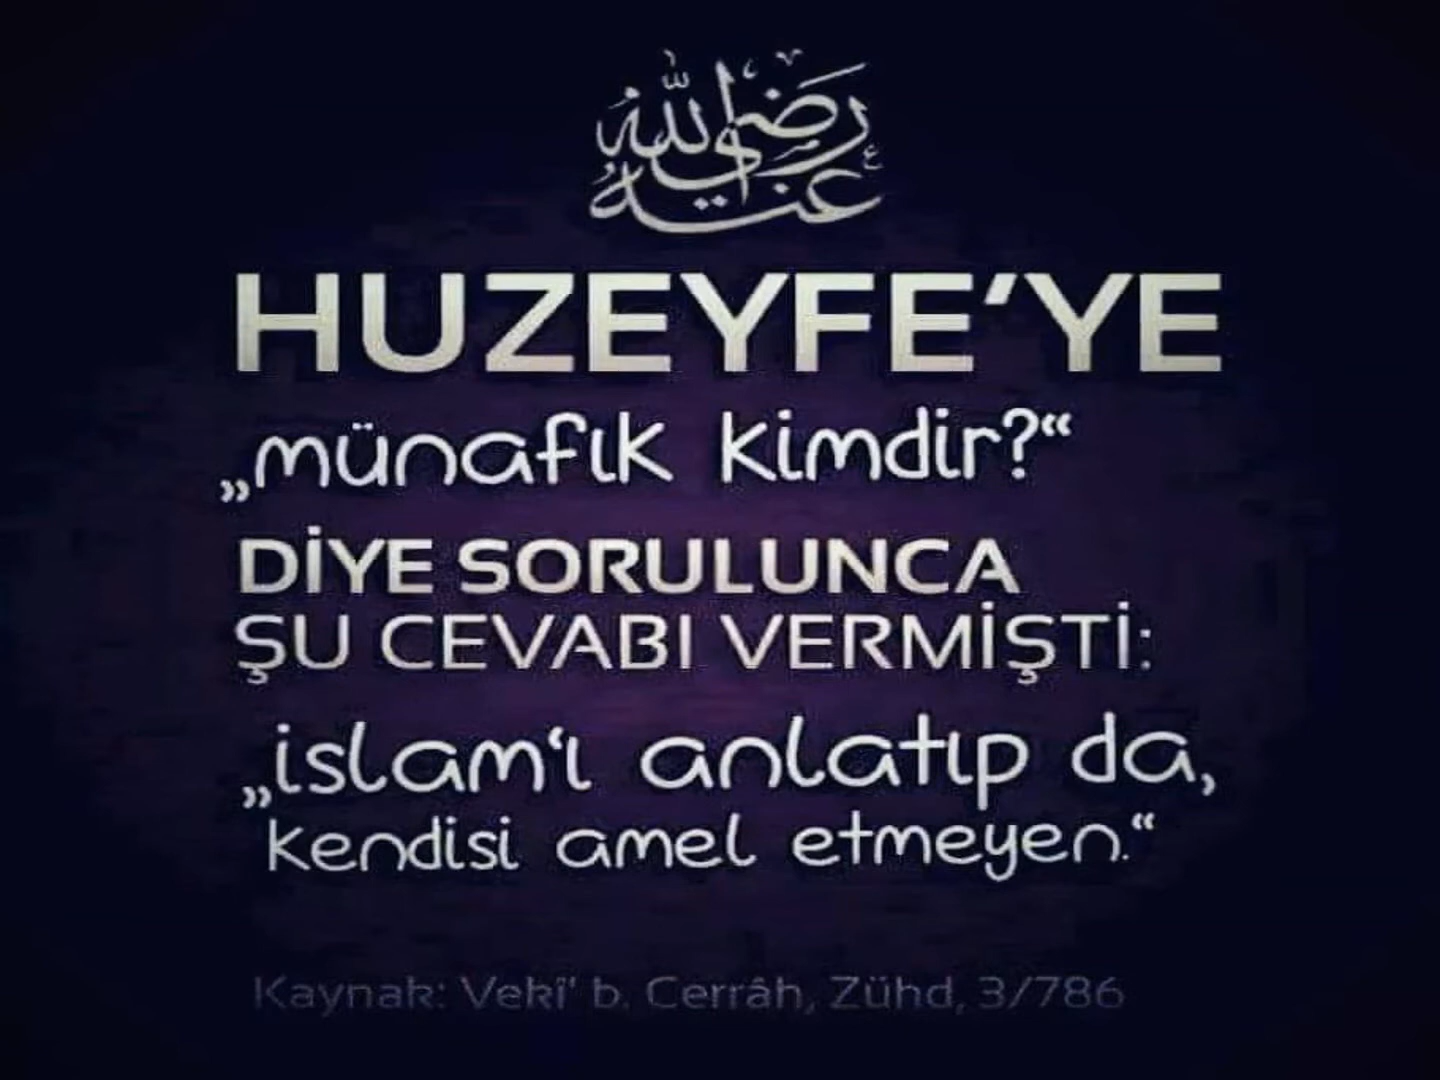 رضي الله
عنه
HUZEYFE'YE
„münafık kimdir?“
DİYE SORULUNCA
ŞU CEVABI VERMİŞTİ:
„islam‘ı anlatıp da,
kendisi amel etmeyen.“
Kaynak: Vekî' b. Cerrâh, Zühd, 3/786